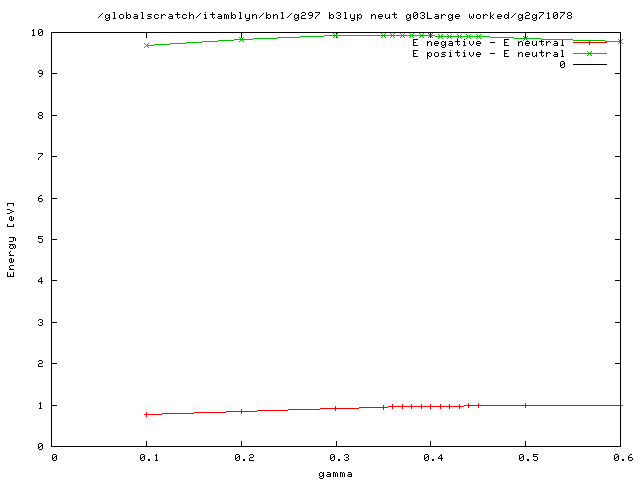 /globalscratch/itamblyn/bnl/g297 b3lyp neut g03Large worked/g2g71078
E negative - E neutral
E positive - E neutral
0
10
9
8
7
6
5
4
3
2
1
0
Energy [eV]
0 0.1 0.2 0.3 0.4 0.5 0.6
gamma